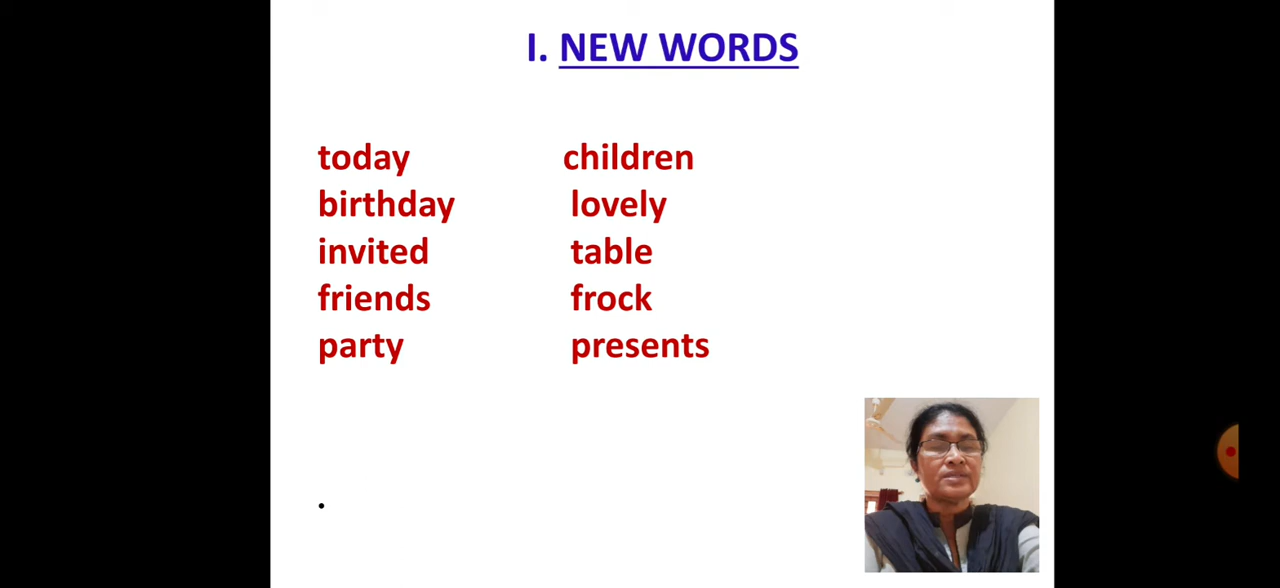 I. NEW WORDS
today children
birthday lovely
invited table
friends frock
party presents